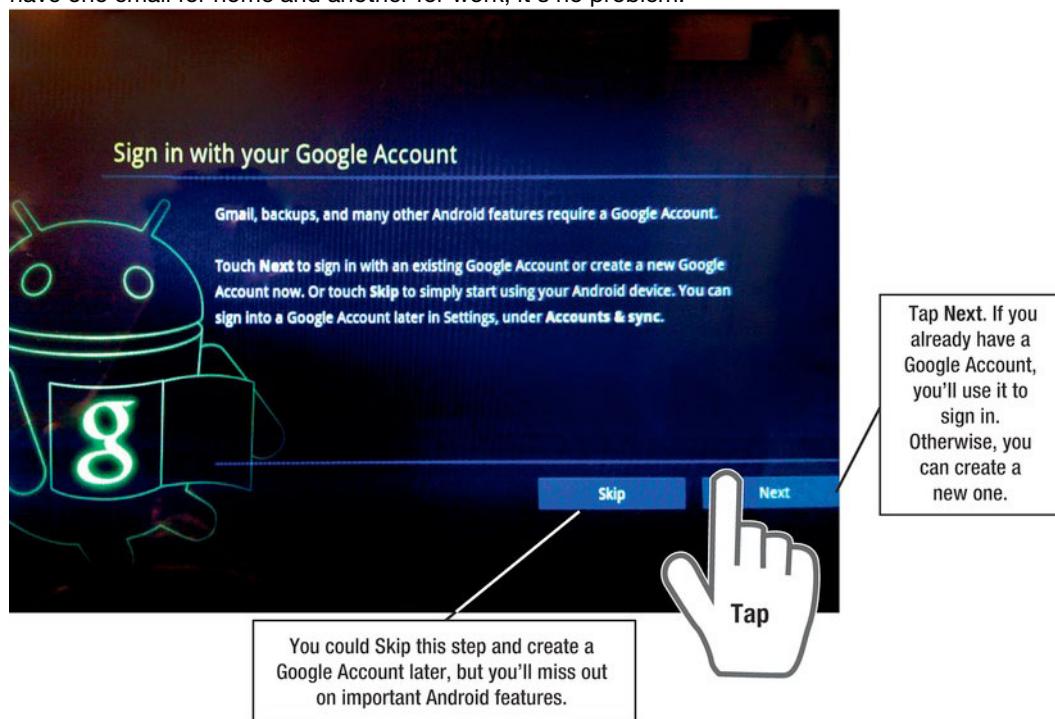 have one email for home and another for work, it's no problem.
Sign in with your Google Account
Gmail, backups, and many other Android features require a Google Account.
Touch Next to sign in with an existing Google Account or create a new Google
Account now. Or touch Skip to simply start using your Android device. You can
sign into a Google Account later in Settings, under Accounts & sync.
g
Skip
Next
Tap
Tap Next. If you
already have a
Google Account,
you'll use it to
sign in.
Otherwise, you
can create a
new one.
You could Skip this step and create a
Google Account later, but you'll miss out
on important Android features.